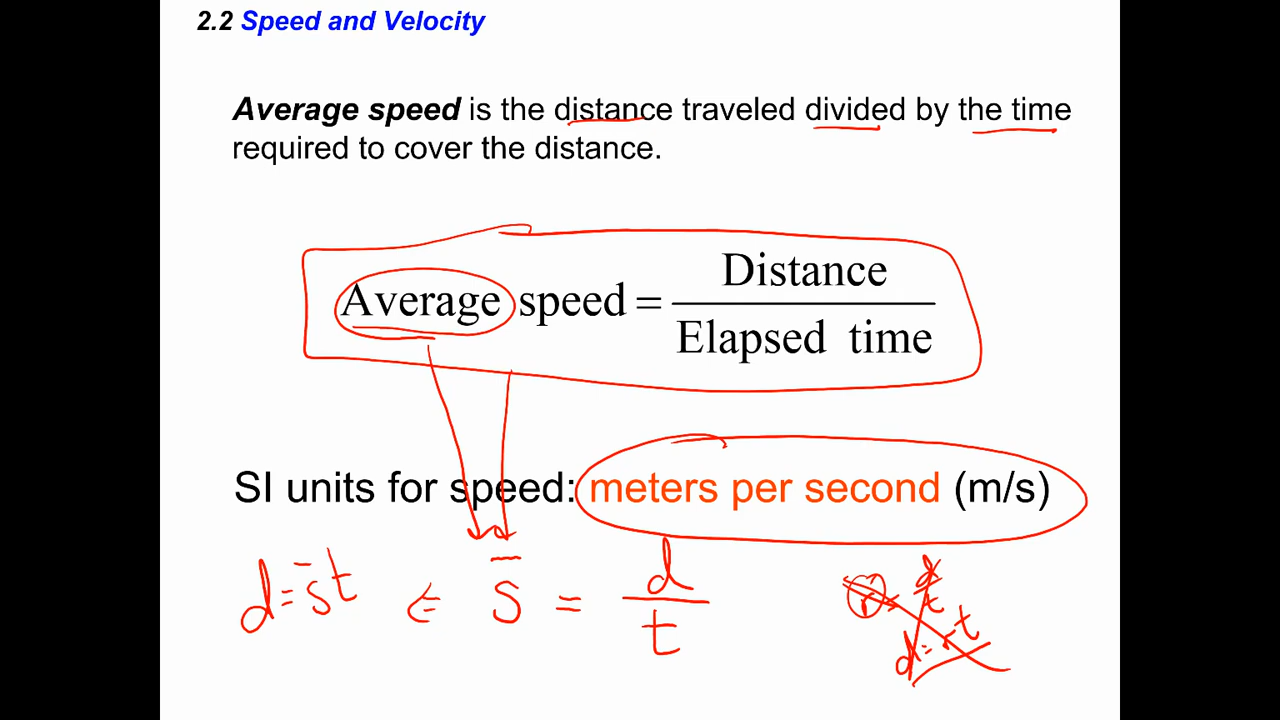 2.2 Speed and Velocity
Average speed is the distance traveled divided by the time
required to cover the distance.
Average speed = Distance / Elapsed time
SI units for speed: meters per second (m/s)
d = s̄t ⇐ s̄ = d / t
r = d / t
d = rt